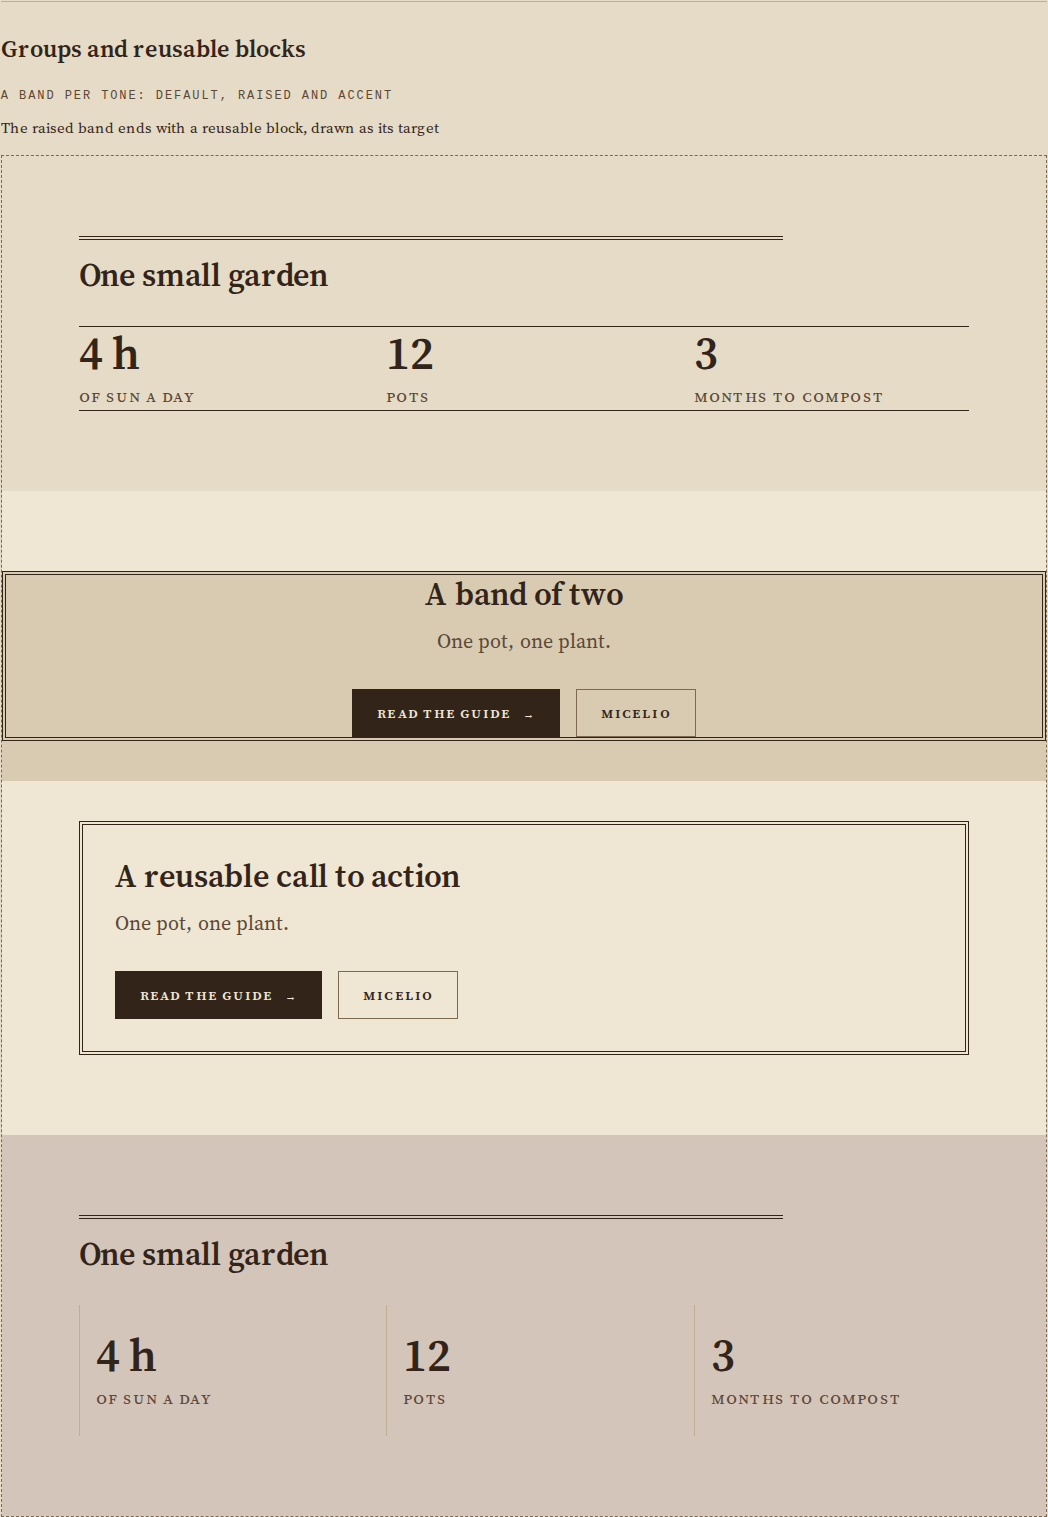 Groups and reusable blocks
A BAND PER TONE: DEFAULT, RAISED AND ACCENT
The raised band ends with a reusable block, drawn as its target
One small garden
4 h 12 3
OF SUN A DAY POTS MONTHS TO COMPOST
A band of two
One pot, one plant.
READ THE GUIDE → MICELIO
A reusable call to action
One pot, one plant.
READ THE GUIDE → MICELIO
One small garden
4 h 12 3
OF SUN A DAY POTS MONTHS TO COMPOST